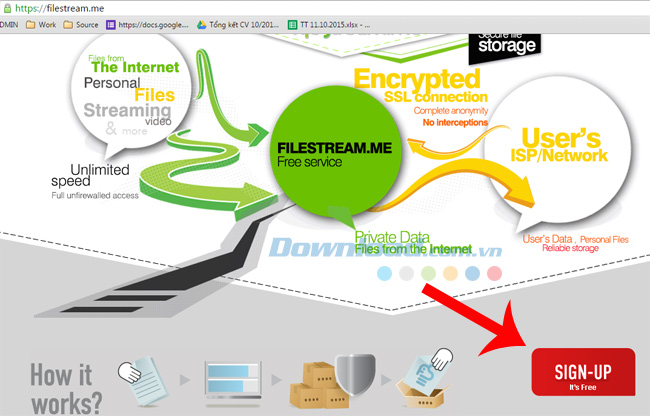 https://filestream.me
DMIN
Work
Source
https://docs.google...
Tổng kết CV 10/201...
TT 11.10.2015.xlsx - ...
Secure file
storage
Files from
The Internet
Personal
Files
Streaming
video
& more
Unlimited
speed
Full unfirewalled access
FILESTREAM.ME
Free service
Encrypted
SSL connection
Complete anonymity
No interceptions
User's
ISP/Network
Private Data
Files from the Internet
User's Data , Personal Files
Reliable storage
Download.com.vn
How it
works?
SIGN-UP
It's Free